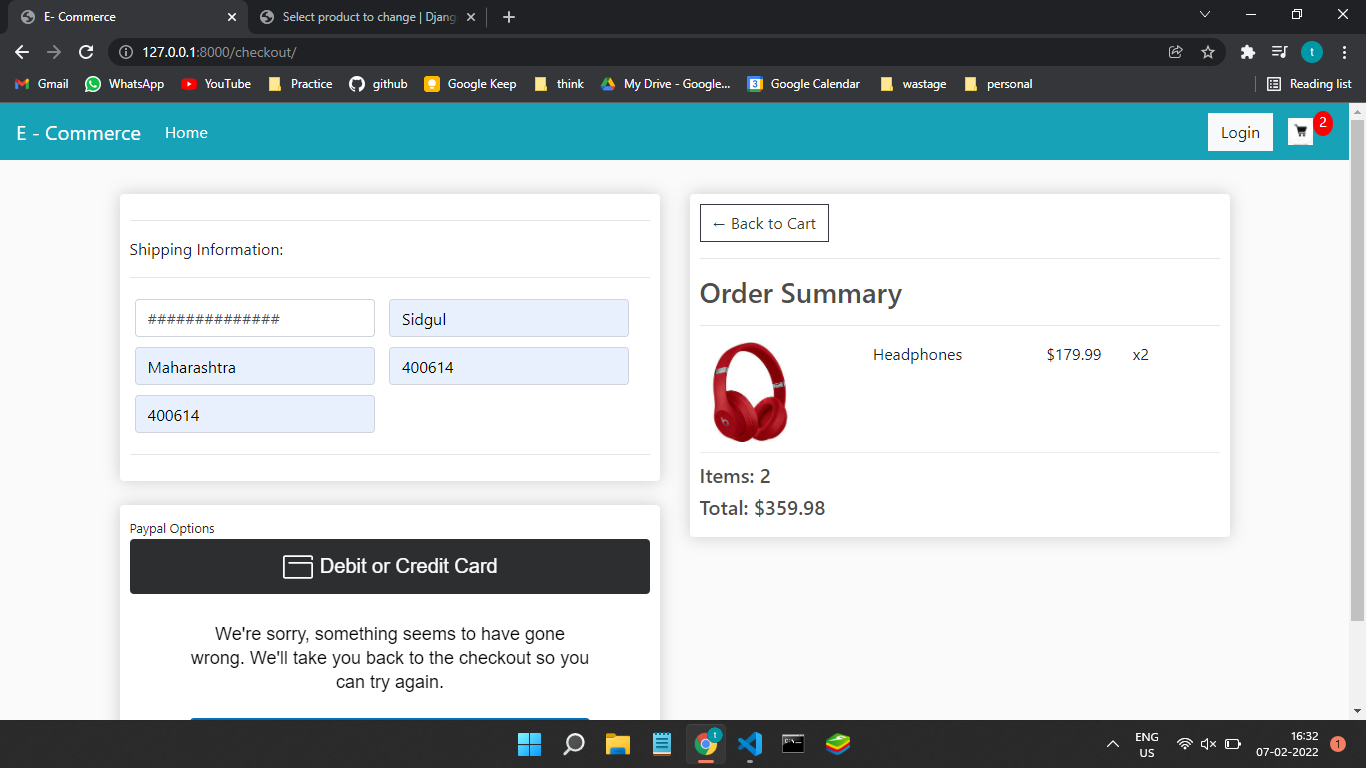 E- Commerce
Select product to change | Djang
127.0.0.1:8000/checkout/
t
Gmail
WhatsApp
YouTube
Practice
github
Google Keep
think
My Drive - Google...
3
Google Calendar
wastage
personal
Reading list
E - Commerce
Home
Login
2
Shipping Information:
##############
Sidgul
Maharashtra
400614
400614
Paypal Options
Debit or Credit Card
We're sorry, something seems to have gone
wrong. We'll take you back to the checkout so you
can try again.
← Back to Cart
Order Summary
Headphones
$179.99
x2
Items: 2
Total: $359.98
t
ENG
US
16:32
07-02-2022
1